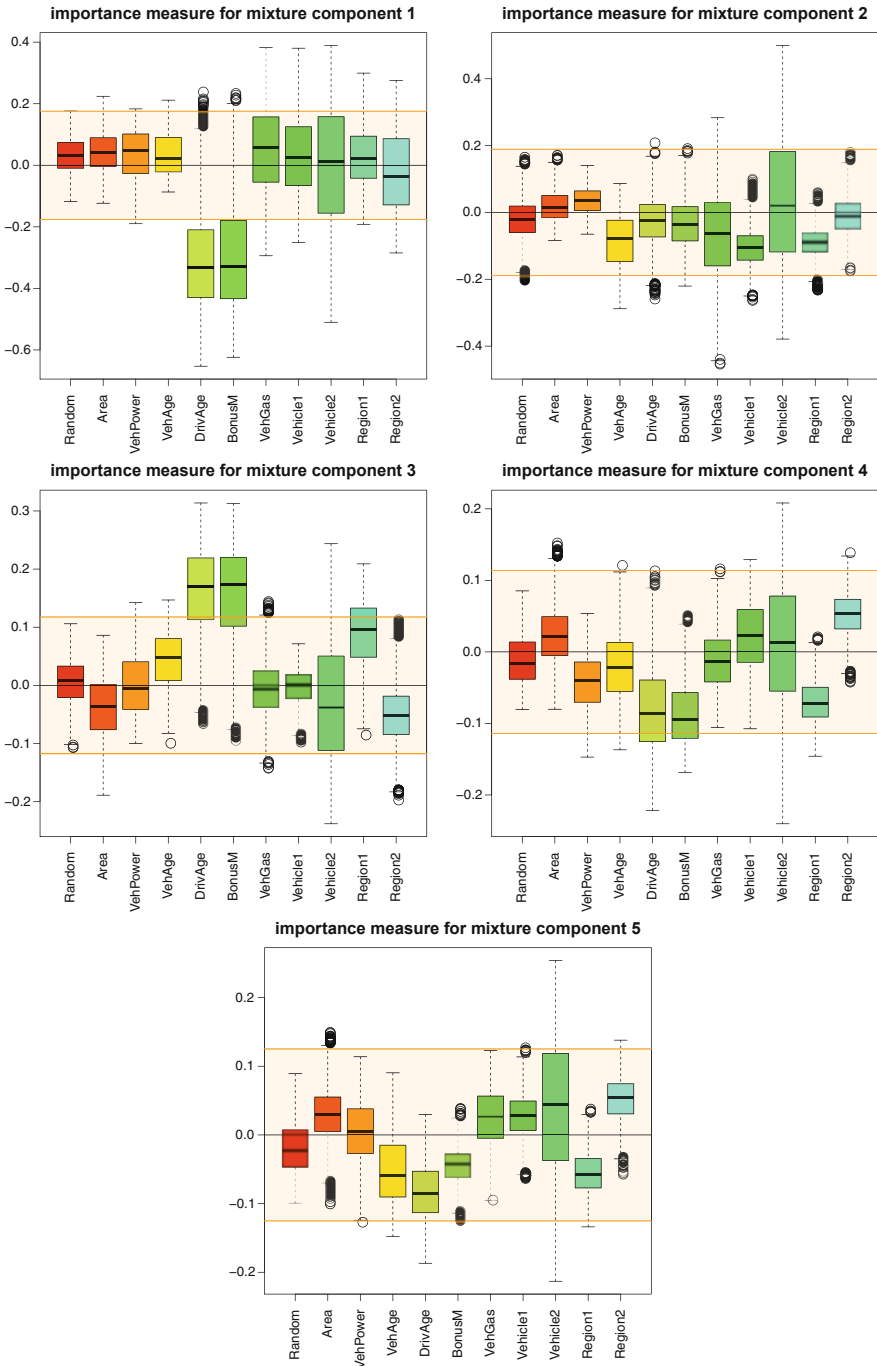 importance measure for mixture component 1
0.4
0.2
0.0
−0.2
−0.4
−0.6
Random
Area
VehPower
VehAge
DrivAge
BonusM
VehGas
Vehicle1
Vehicle2
Region1
Region2
importance measure for mixture component 2
0.4
0.2
0.0
−0.2
−0.4
Random
Area
VehPower
VehAge
DrivAge
BonusM
VehGas
Vehicle1
Vehicle2
Region1
Region2
importance measure for mixture component 3
0.3
0.2
0.1
0.0
−0.1
−0.2
Random
Area
VehPower
VehAge
DrivAge
BonusM
VehGas
Vehicle1
Vehicle2
Region1
Region2
importance measure for mixture component 4
0.2
0.1
0.0
−0.1
−0.2
Random
Area
VehPower
VehAge
DrivAge
BonusM
VehGas
Vehicle1
Vehicle2
Region1
Region2
importance measure for mixture component 5
0.2
0.1
0.0
−0.1
−0.2
Random
Area
VehPower
VehAge
DrivAge
BonusM
VehGas
Vehicle1
Vehicle2
Region1
Region2